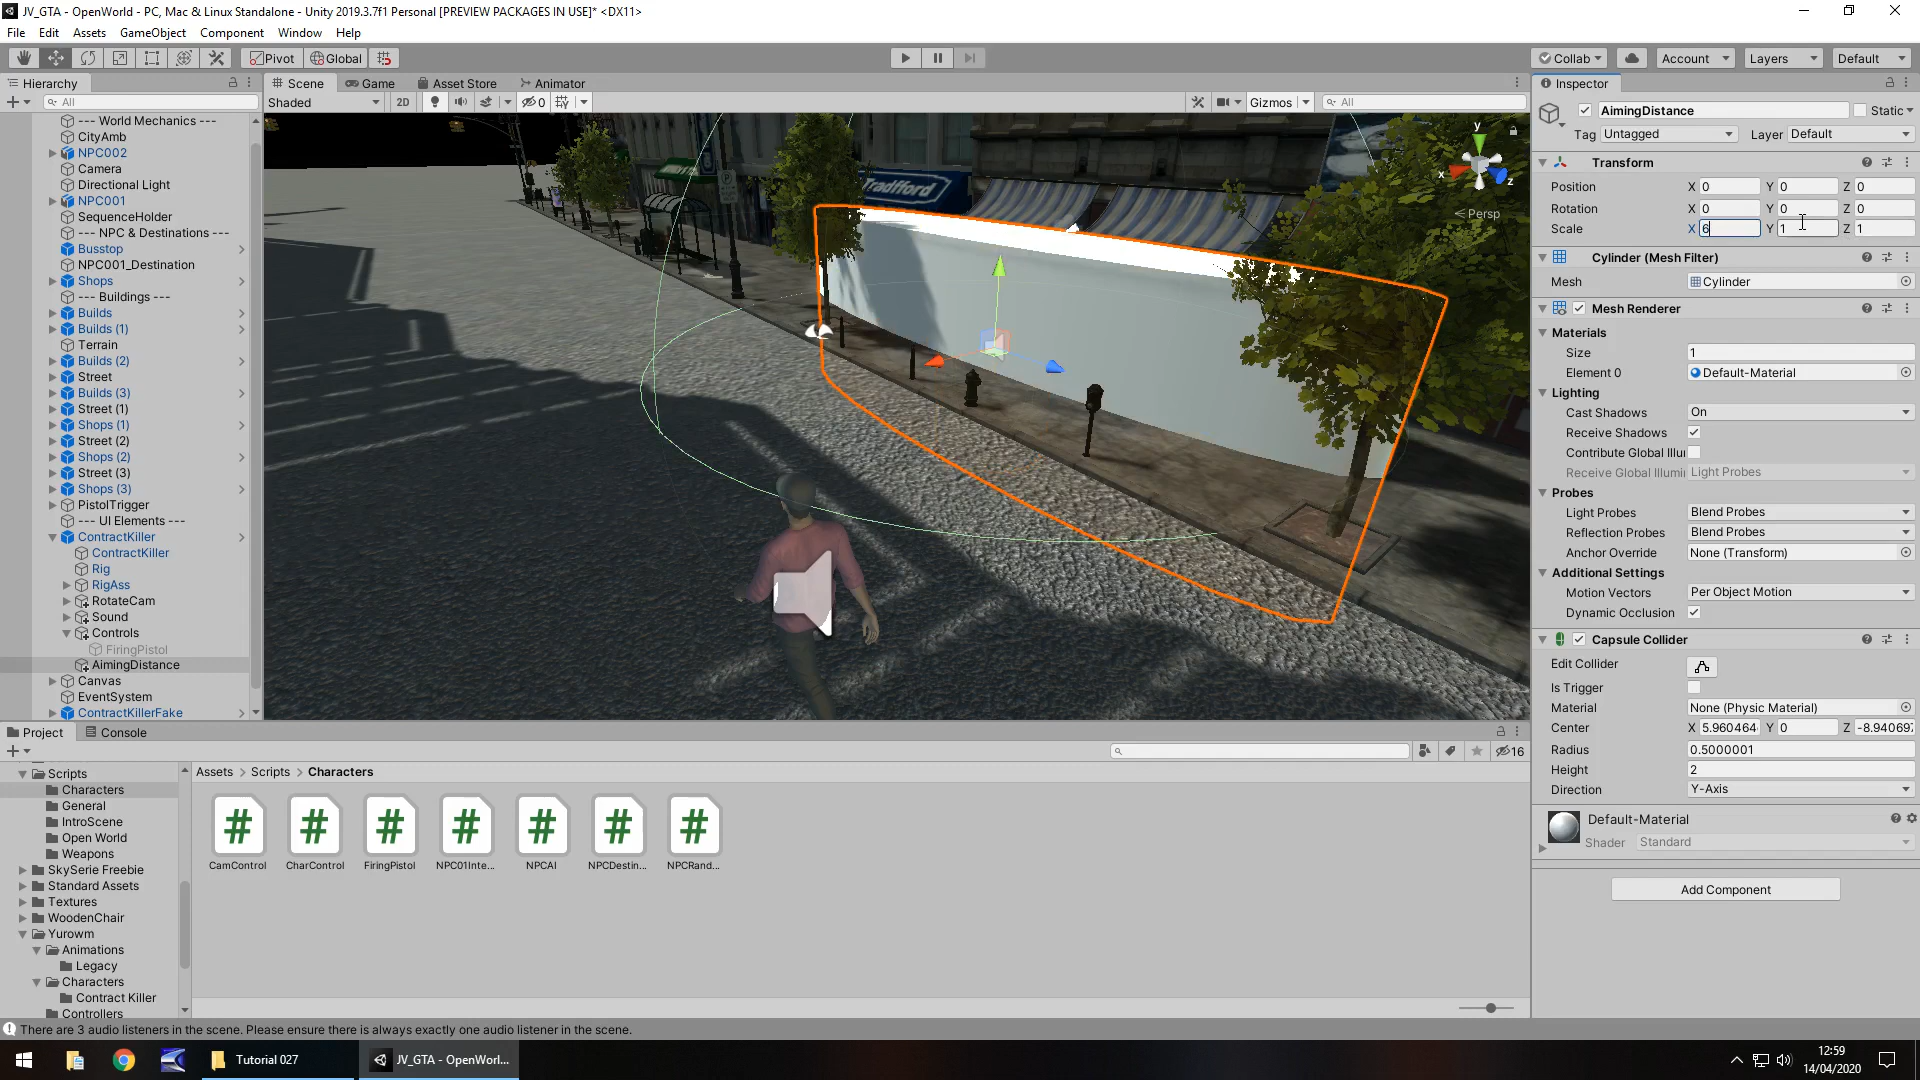 JV_GTA - OpenWorld - PC, Mac & Linux Standalone - Unity 2019.3.7f1 Personal [PREVIEW PACKAGES IN USE]* <DX11>
File Edit Assets GameObject Component Window Help
Pivot Global Collab Account Layers Default
Hierarchy
All
--- World Mechanics ---
CityAmb
NPC002
Camera
Directional Light
NPC001
SequenceHolder
--- NPC & Destinations ---
Busstop
NPC001_Destination
Shops
--- Buildings ---
Builds
Builds (1)
Terrain
Builds (2)
Street
Builds (3)
Street (1)
Shops (1)
Street (2)
Shops (2)
Street (3)
Shops (3)
PistolTrigger
--- UI Elements ---
ContractKiller
ContractKiller
Rig
RigAss
RotateCam
Sound
Controls
FiringPistol
AimingDistance
Canvas
EventSystem
ContractKillerFake
Scene Game Asset Store Animator
Shaded 2D 0 Gizmos All
Tradfford
y
x
z
Persp
Inspector
AimingDistance Static
Tag Untagged Layer Default
Transform
Position X 0 Y 0 Z 0
Rotation X 0 Y 0 Z 0
Scale X 6 Y 1 Z 1
Cylinder (Mesh Filter)
Mesh Cylinder
Mesh Renderer
Materials
Size 1
Element 0 Default-Material
Lighting
Cast Shadows On
Receive Shadows
Contribute Global Illu
Receive Global Illumi Light Probes
Probes
Light Probes Blend Probes
Reflection Probes Blend Probes
Anchor Override None (Transform)
Additional Settings
Motion Vectors Per Object Motion
Dynamic Occlusion
Capsule Collider
Edit Collider
Is Trigger
Material None (Physic Material)
Center X 5.960464 Y 0 Z -8.94069
Radius 0.5000001
Height 2
Direction Y-Axis
Default-Material
Shader Standard
Add Component
Project Console
16
Scripts
Characters
General
IntroScene
Open World
Weapons
SkySerie Freebie
Standard Assets
Textures
WoodenChair
Yurowm
Animations
Legacy
Characters
Contract Killer
Controllers
Assets > Scripts > Characters
CamControl
CharControl
FiringPistol
NPC01Inte...
NPCAI
NPCDestin...
NPCRand...
There are 3 audio listeners in the scene. Please ensure there is always exactly one audio listener in the scene.
Tutorial 027
JV_GTA - OpenWorl...
12:59
14/04/2020